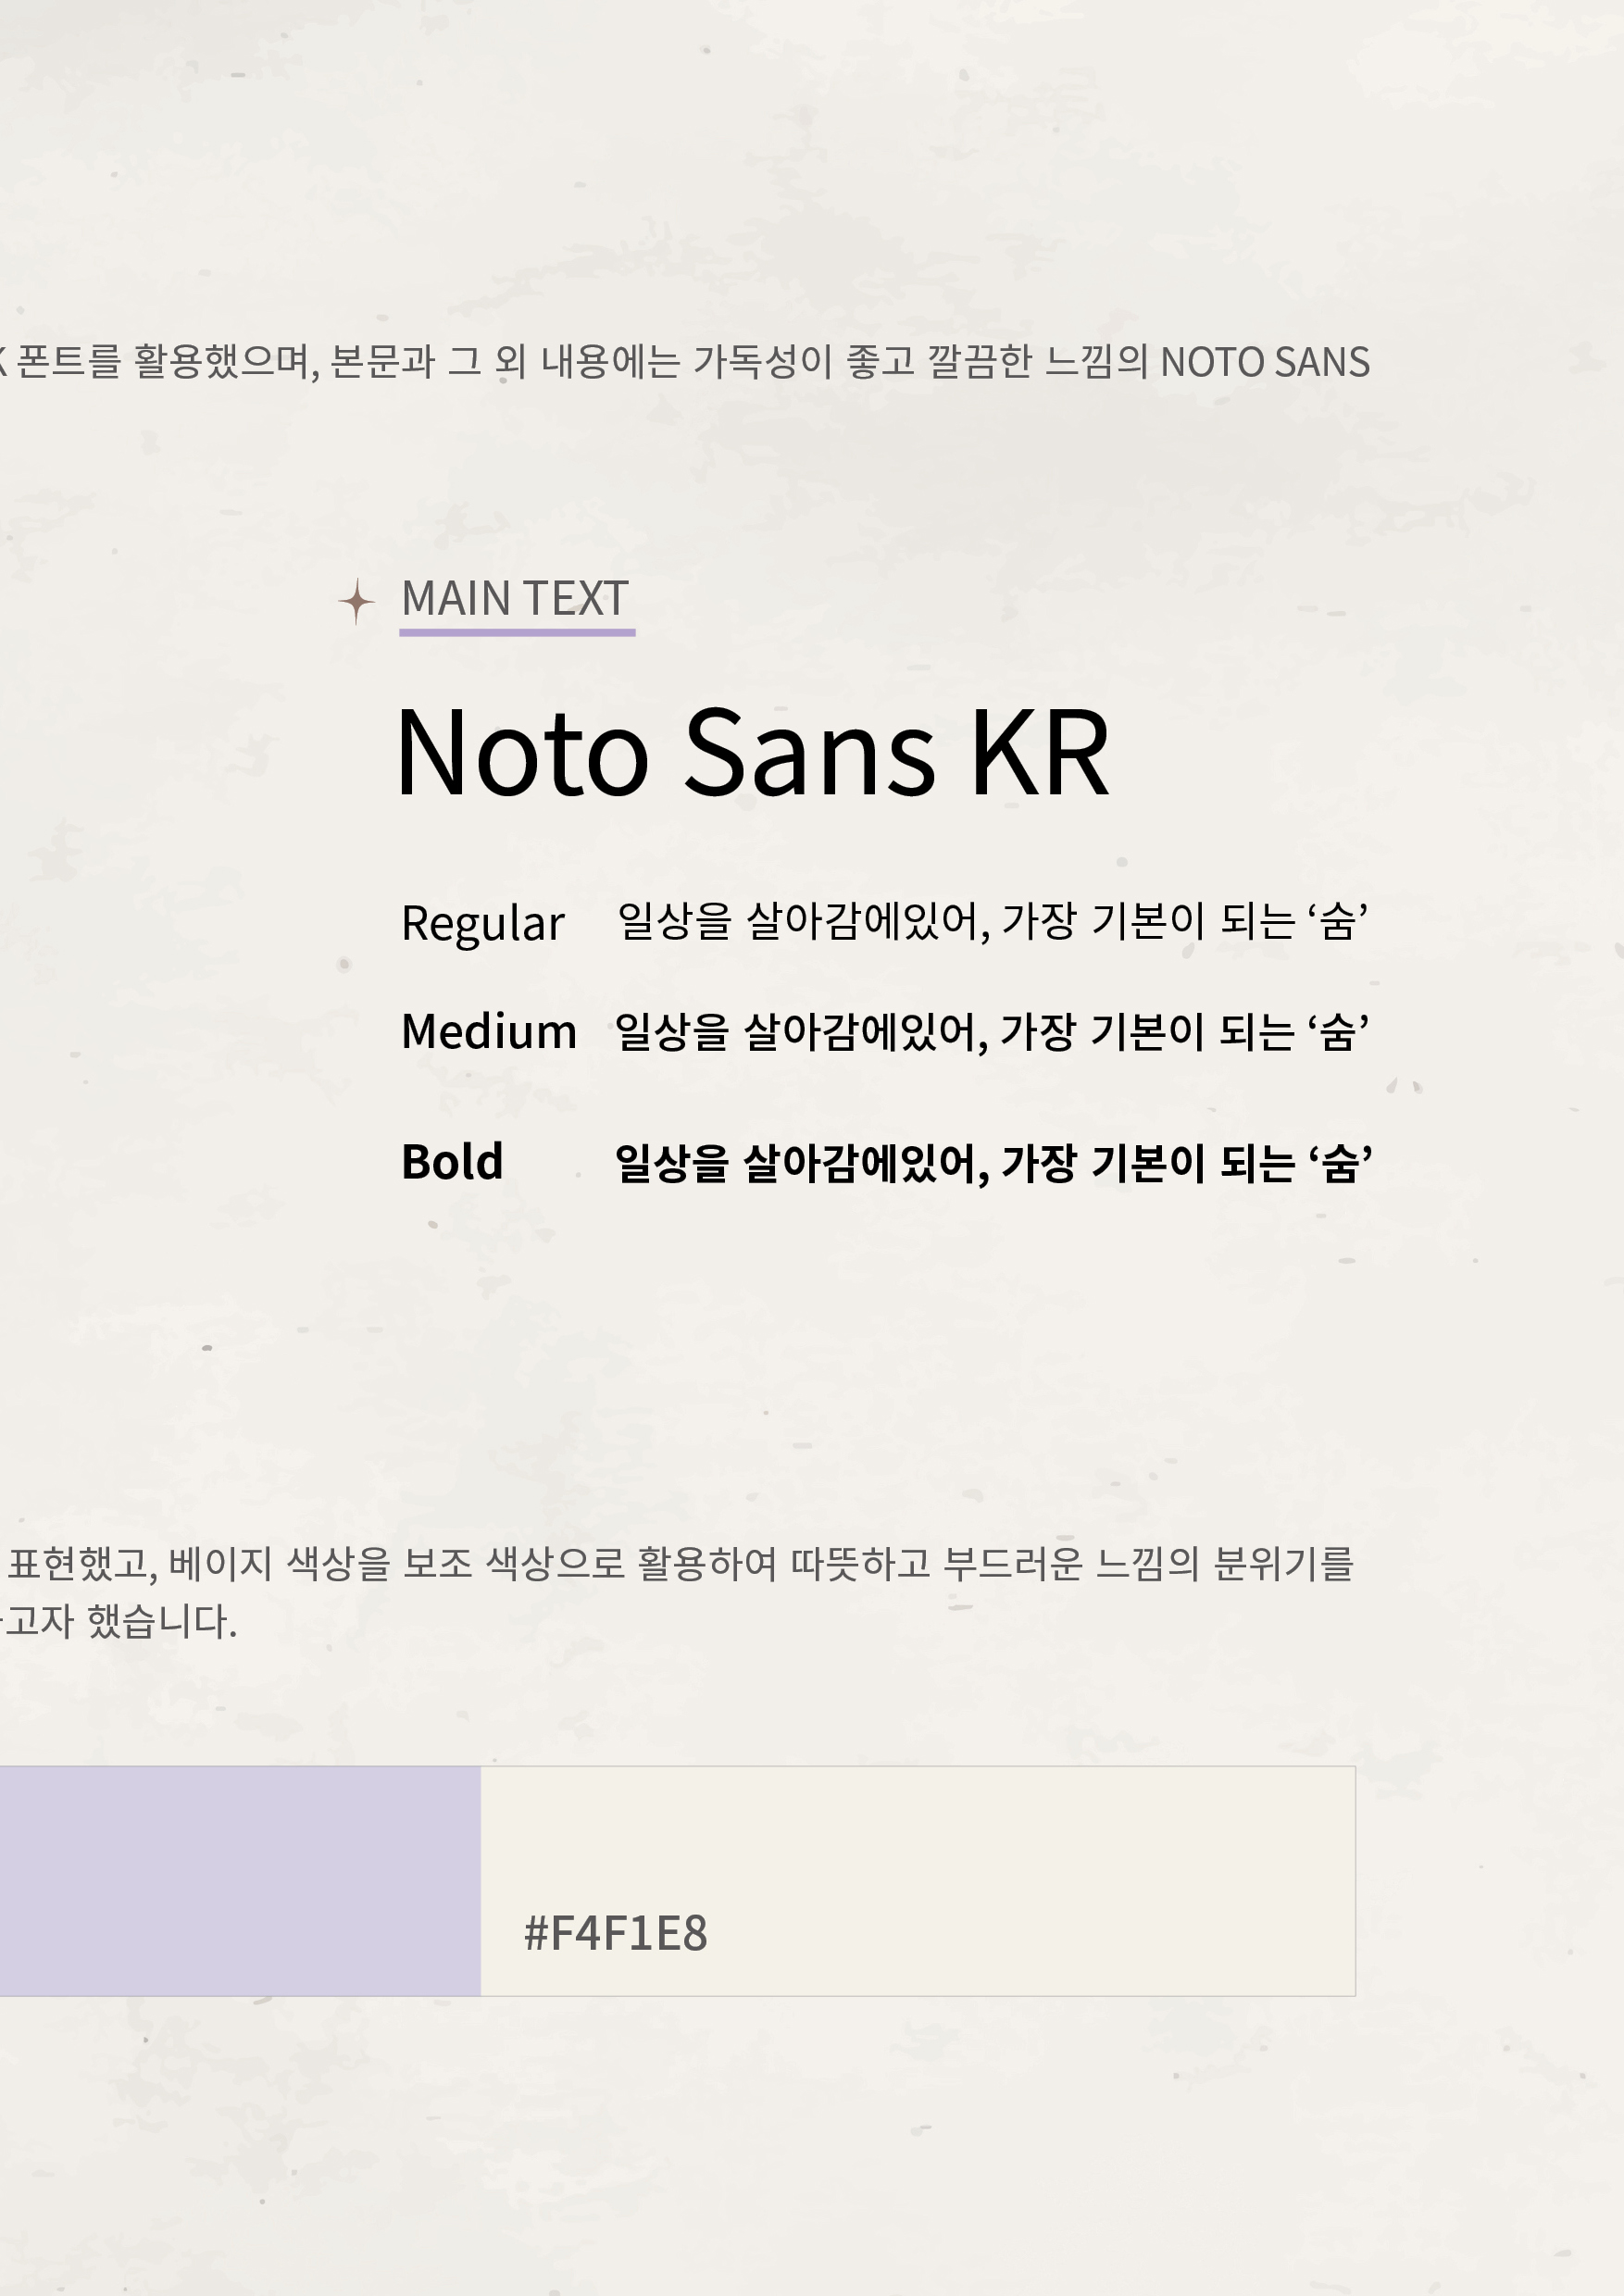 폰트를 활용했으며, 본문과 그 외 내용에는 가독성이 좋고 깔끔한 느낌의 NOTO SANS
MAIN TEXT
Noto Sans KR
Regular 일상을 살아감에있어, 가장 기본이 되는 ‘숨’
Medium 일상을 살아감에있어, 가장 기본이 되는 ‘숨’
Bold 일상을 살아감에있어, 가장 기본이 되는 ‘숨’
표현했고, 베이지 색상을 보조 색상으로 활용하여 따뜻하고 부드러운 느낌의 분위기를
고자 했습니다.
#F4F1E8